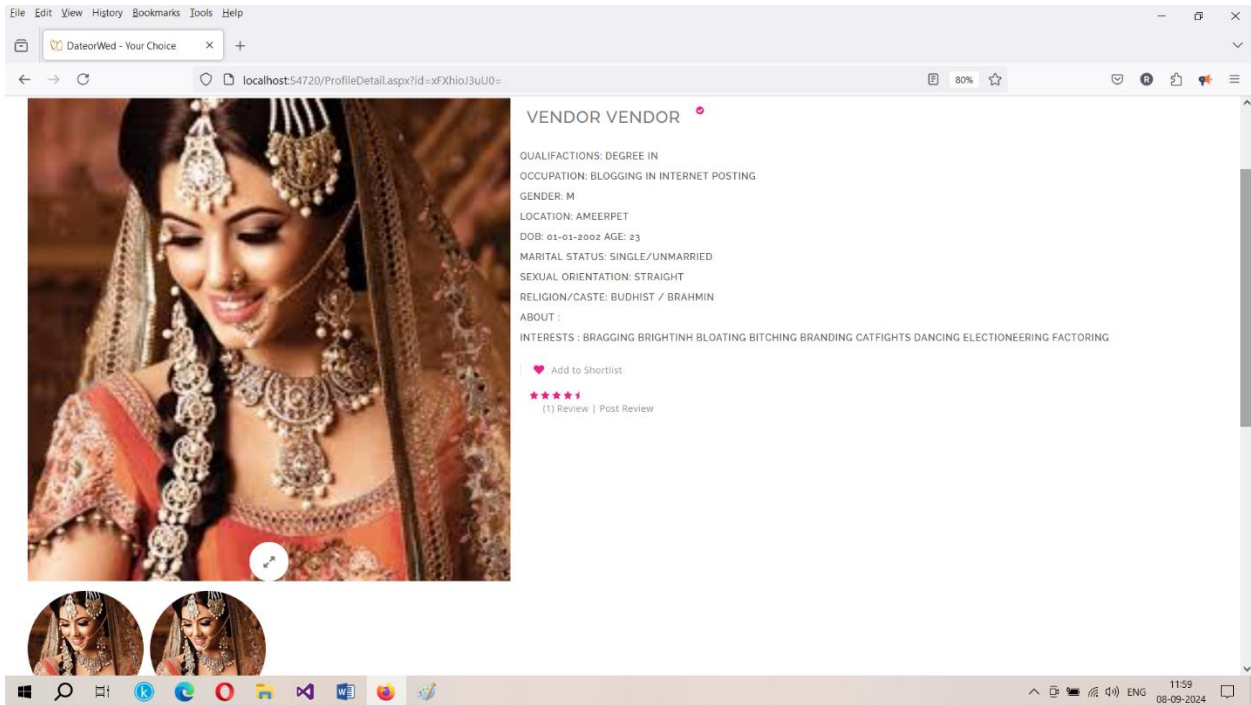 File Edit View History Bookmarks Tools Help
DateorWed - Your Choice
localhost:54720/ProfileDetail.aspx?id=xFXhioJ3uU0=
80%
R
VENDOR VENDOR
QUALIFACTIONS: DEGREE IN
OCCUPATION: BLOGGING IN INTERNET POSTING
GENDER: M
LOCATION: AMEERPET
DOB: 01-01-2002 AGE: 23
MARITAL STATUS: SINGLE/UNMARRIED
SEXUAL ORIENTATION: STRAIGHT
RELIGION/CASTE: BUDHIST / BRAHMIN
ABOUT :
INTERESTS : BRAGGING BRIGHTINH BLOATING BITCHING BRANDING CATFIGHTS DANCING ELECTIONEERING FACTORING
Add to Shortlist
(1) Review | Post Review
ENG
11:59
08-09-2024